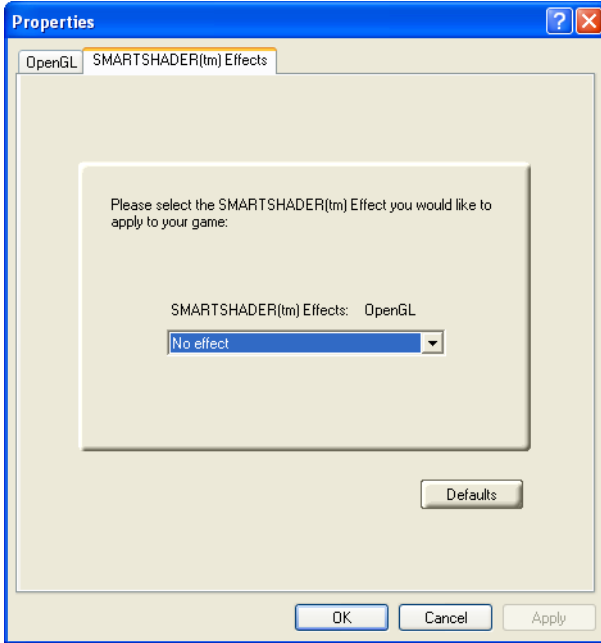 Properties
OpenGL
SMARTSHADER(tm) Effects
Please select the SMARTSHADER(tm) Effect you would like to
apply to your game:
SMARTSHADER(tm) Effects: OpenGL
No effect
Defaults
OK
Cancel
Apply